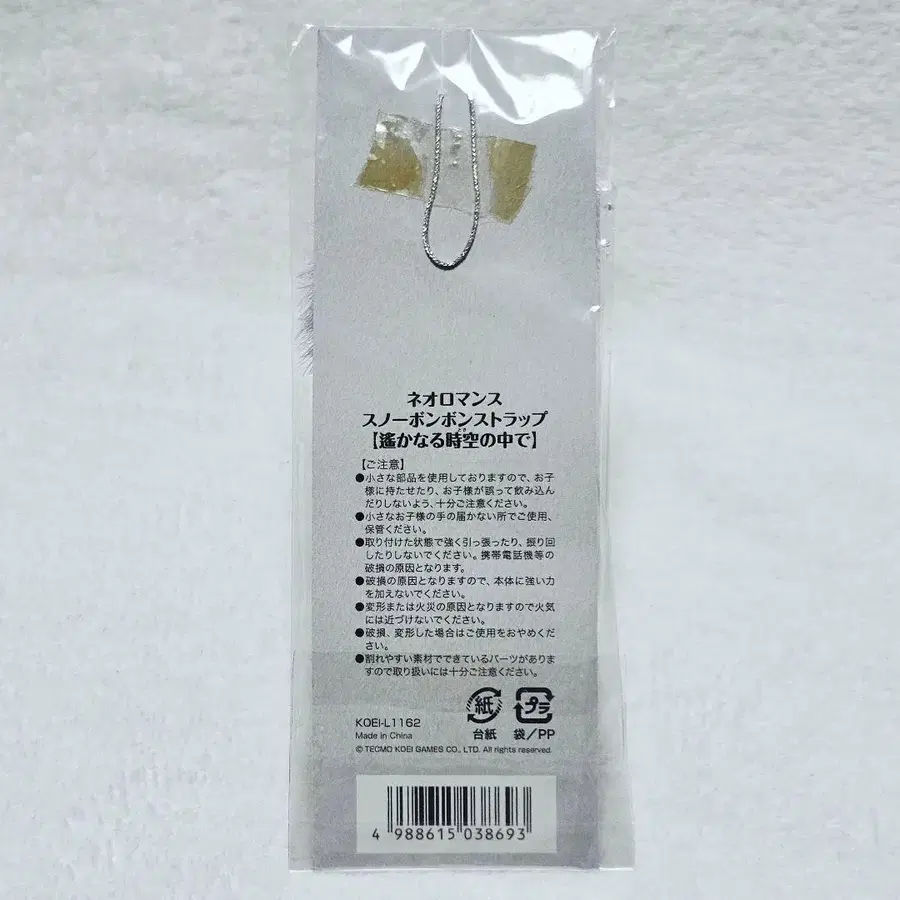 ネオロマンス
スノーボンボンストラップ
【遙かなる時空の中で】
とき
【ご注意】
●小さな部品を使用しておりますので、お子
様に持たせたり、お子様が誤って飲み込ん
だりしないよう、十分ご注意ください。
●小さなお子様の手の届かない所でご使用、
保管ください。
●取り付けた状態で強く引っ張ったり、振り回
したりしないでください。携帯電話機等の
破損の原因となります。
●破損の原因となりますので、本体に強い力
を加えないでください。
●変形または火災の原因となりますので火気
には近づけないでください。
●破損、変形した場合はご使用をおやめくだ
さい。
●割れやすい素材でできているパーツがありま
すので取り扱いには十分ご注意ください。
紙 プラ
台紙 袋/PP
KOEI-L1162
Made in China
© TECMO KOEI GAMES CO., LTD. All rights reserved.
4 988615 038693